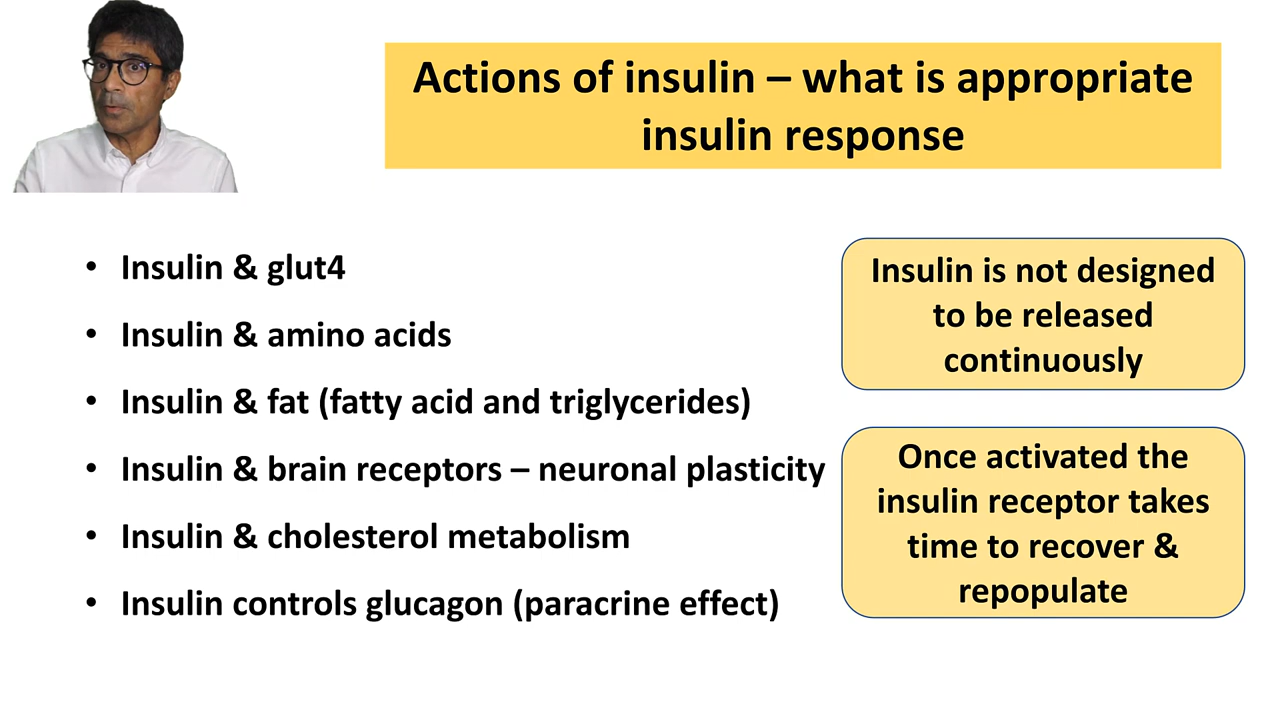 Actions of insulin – what is appropriate
insulin response
• Insulin & glut4
• Insulin & amino acids
• Insulin & fat (fatty acid and triglycerides)
• Insulin & brain receptors – neuronal plasticity
• Insulin & cholesterol metabolism
• Insulin controls glucagon (paracrine effect)
Insulin is not designed
to be released
continuously
Once activated the
insulin receptor takes
time to recover &
repopulate